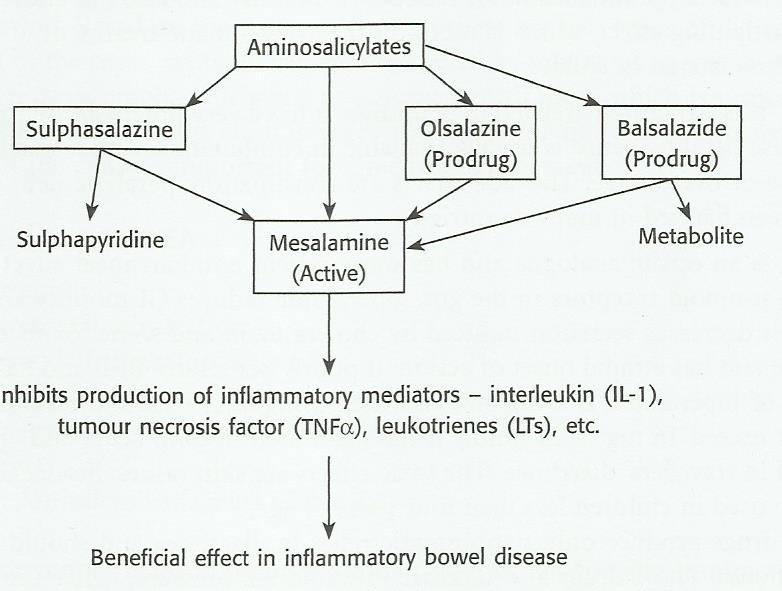 Aminosalicylates
Sulphasalazine
Olsalazine
(Prodrug)
Balsalazide
(Prodrug)
Sulphapyridine
Mesalamine
(Active)
Metabolite
nhibits production of inflammatory mediators – interleukin (IL-1),
tumour necrosis factor (TNFα), leukotrienes (LTs), etc.
Beneficial effect in inflammatory bowel disease